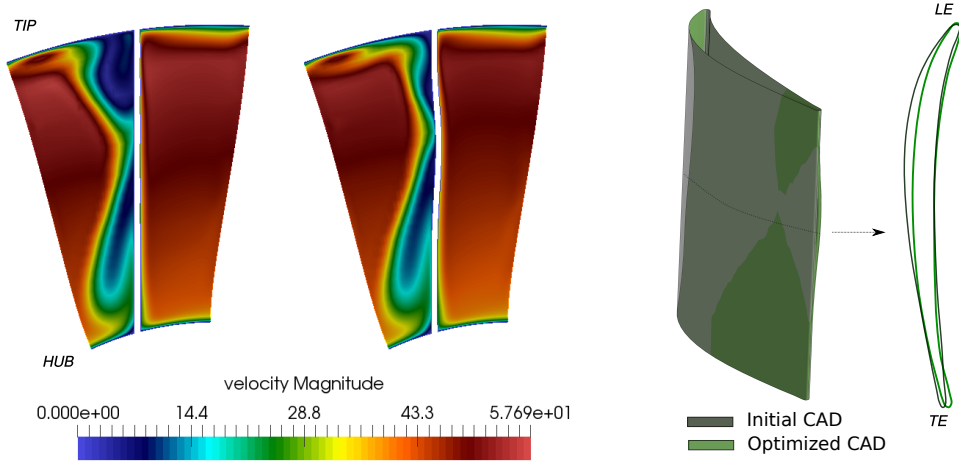 TIP
LE
HUB
velocity Magnitude
0.000e+00 14.4 28.8 43.3 5.769e+01
Initial CAD
Optimized CAD
TE